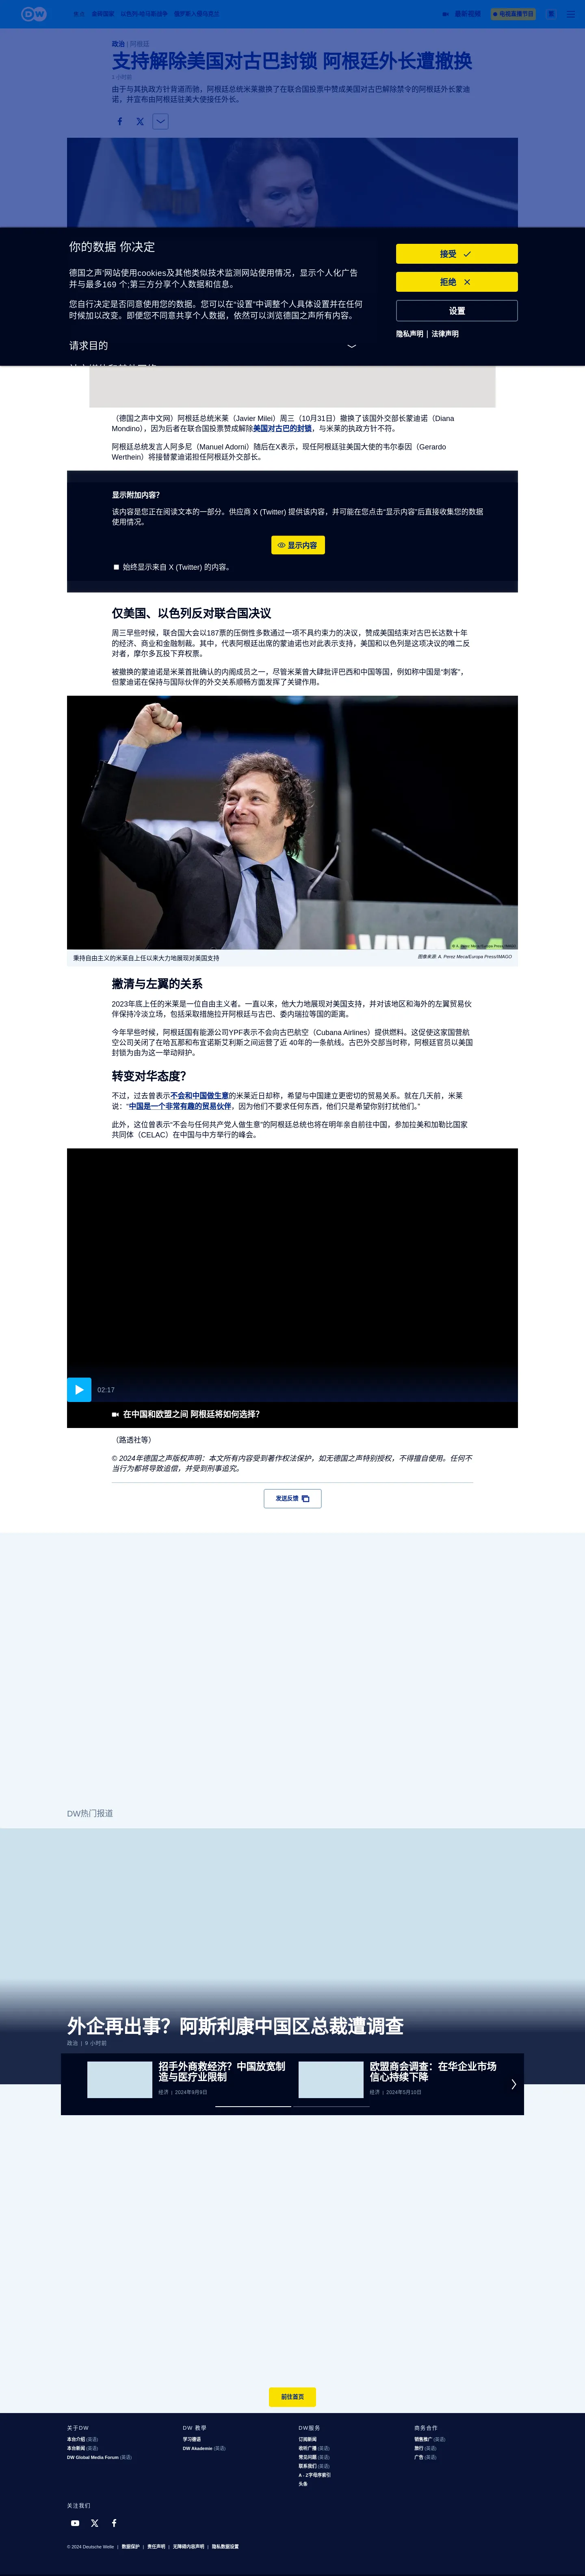 DW
最新视频
电视直播节目
政治 | 阿根廷
支持解除美国对古巴封锁 阿根廷外长遭撤换
1 小时前
由于与其执政方针背道而驰，阿根廷总统米莱撤换了在联合国投票中赞成美国对古巴解除禁令的阿根廷外长蒙迪诺，并宣布由阿根廷驻美大使接任外长。
你的数据 你决定
德国之声网站使用cookies及其他类似技术监测网站使用情况，显示个人化广告并与最多169 个;第三方分享个人数据和信息。
您自行决定是否同意使用您的数据。您可以在“设置”中调整个人具体设置并在任何时候加以改变。即便您不同意共享个人数据，依然可以浏览德国之声所有内容。
请求目的
接受
拒绝
设置
隐私声明 | 法律声明
（德国之声中文网）阿根廷总统米莱（Javier Milei）周三（10月31日）撤换了该国外交部长蒙迪诺（Diana Mondino），因为后者在联合国投票赞成解除美国对古巴的封锁，与米莱的执政方针不符。
阿根廷总统发言人阿多尼（Manuel Adorni）随后在X表示，现任阿根廷驻美国大使的韦尔泰因（Gerardo Werthein）将接替蒙迪诺担任阿根廷外交部长。
显示附加内容？
该内容是您正在阅读文本的一部分。供应商 X (Twitter) 提供该内容，并可能在您点击“显示内容”后直接收集您的数据使用情况。
显示内容
始终显示来自 X (Twitter) 的内容。
仅美国、以色列反对联合国决议
周三早些时候，联合国大会以187票的压倒性多数通过一项不具约束力的决议，赞成美国结束对古巴长达数十年的经济、商业和金融制裁。其中，代表阿根廷出席的蒙迪诺也对此表示支持，美国和以色列是这项决议的唯二反对者，摩尔多瓦投下弃权票。
被撤换的蒙迪诺是米莱首批确认的内阁成员之一，尽管米莱曾大肆批评巴西和中国等国，例如称中国是“刺客”，但蒙迪诺在保持与国际伙伴的外交关系顺畅方面发挥了关键作用。
秉持自由主义的米莱自上任以来大力地展现对美国支持
图像来源: A. Perez Meca/Europa Press/IMAGO
撇清与左翼的关系
2023年底上任的米莱是一位自由主义者。一直以来，他大力地展现对美国支持，并对该地区和海外的左翼贸易伙伴保持冷淡立场，包括采取措施拉开阿根廷与古巴、委内瑞拉等国的距离。
今年早些时候，阿根廷国有能源公司YPF表示不会向古巴航空（Cubana Airlines）提供燃料。这促使这家国营航空公司关闭了在哈瓦那和布宜诺斯艾利斯之间运营了近 40年的一条航线。古巴外交部当时称，阿根廷官员以美国封锁为由为这一举动辩护。
转变对华态度？
不过，过去曾表示不会和中国做生意的米莱近日却称，希望与中国建立更密切的贸易关系。就在几天前，米莱说：“中国是一个非常有趣的贸易伙伴，因为他们不要求任何东西，他们只是希望你别打扰他们。”
此外，这位曾表示“不会与任何共产党人做生意”的阿根廷总统也将在明年亲自前往中国，参加拉美和加勒比国家共同体（CELAC）在中国与中方举行的峰会。
02:17
在中国和欧盟之间 阿根廷将如何选择？
（路透社等）
© 2024年德国之声版权声明：本文所有内容受到著作权法保护，如无德国之声特别授权，不得擅自使用。任何不当行为都将导致追偿，并受到刑事追究。
发送反馈
DW热门报道
外企再出事？阿斯利康中国区总裁遭调查
政治 | 9 小时前
招手外商救经济？中国放宽制造与医疗业限制
经济 | 2024年9月9日
欧盟商会调查：在华企业市场信心持续下降
经济 | 2024年5月10日
前往首页
关于DW
本台介绍 (英语)
本台新闻 (英语)
DW Global Media Forum (英语)
DW 教學
学习德语
DW Akademie (英语)
DW服务
订阅新闻
收听广播 (英语)
常见问题 (英语)
联系我们 (英语)
A - Z字母序索引
头条
商务合作
销售推广 (英语)
旅行 (英语)
广告 (英语)
关注我们
© 2024 Deutsche Welle | 数据保护 | 责任声明 | 无障碍内容声明 | 隐私数据设置